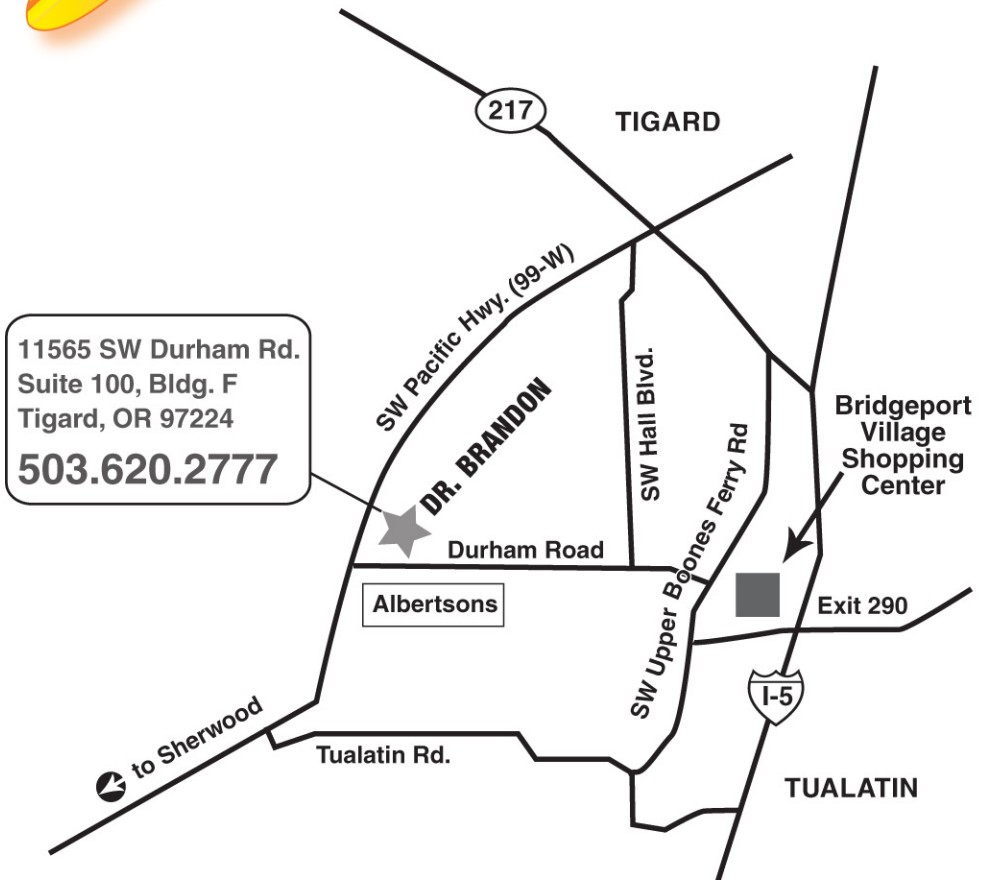 217
TIGARD
SW Pacific Hwy. (99-W)
11565 SW Durham Rd.
Suite 100, Bldg. F
Tigard, OR 97224
503.620.2777
DR. BRANDON
SW Hall Blvd.
SW Upper Boones Ferry Rd
Bridgeport
Village
Shopping
Center
Durham Road
Albertsons
Exit 290
I-5
to Sherwood
Tualatin Rd.
TUALATIN